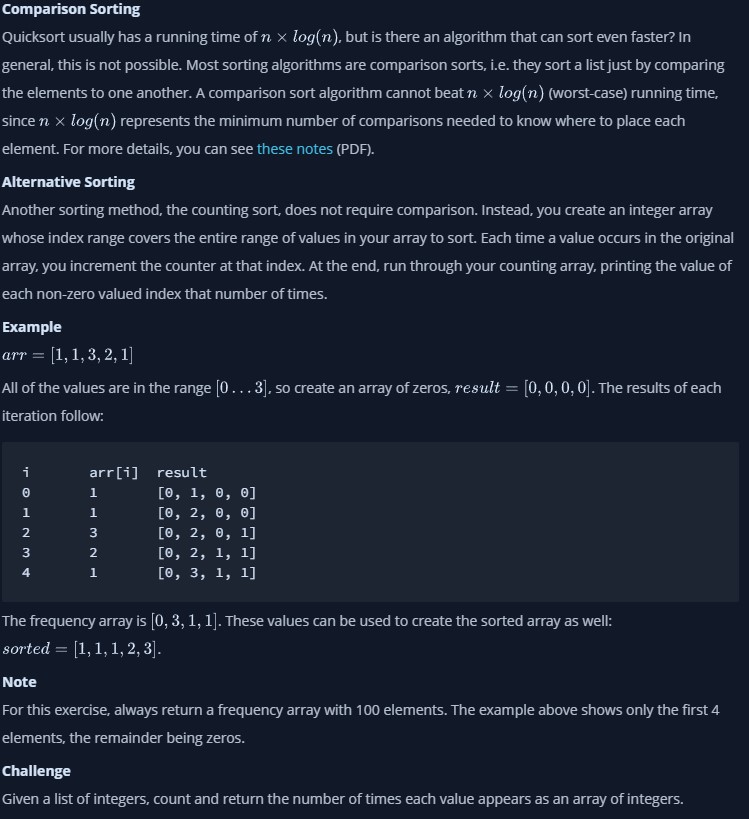 Comparison Sorting
Quicksort usually has a running time of n × log(n), but is there an algorithm that can sort even faster? In
general, this is not possible. Most sorting algorithms are comparison sorts, i.e. they sort a list just by comparing
the elements to one another. A comparison sort algorithm cannot beat n × log(n) (worst-case) running time,
since n × log(n) represents the minimum number of comparisons needed to know where to place each
element. For more details, you can see these notes (PDF).
Alternative Sorting
Another sorting method, the counting sort, does not require comparison. Instead, you create an integer array
whose index range covers the entire range of values in your array to sort. Each time a value occurs in the original
array, you increment the counter at that index. At the end, run through your counting array, printing the value of
each non-zero valued index that number of times.
Example
arr = [1, 1, 3, 2, 1]
All of the values are in the range [0 . . . 3], so create an array of zeros, result = [0, 0, 0, 0]. The results of each
iteration follow:
i arr[i] result
0 1 [0, 1, 0, 0]
1 1 [0, 2, 0, 0]
2 3 [0, 2, 0, 1]
3 2 [0, 2, 1, 1]
4 1 [0, 3, 1, 1]
The frequency array is [0, 3, 1, 1]. These values can be used to create the sorted array as well:
sorted = [1, 1, 1, 2, 3].
Note
For this exercise, always return a frequency array with 100 elements. The example above shows only the first 4
elements, the remainder being zeros.
Challenge
Given a list of integers, count and return the number of times each value appears as an array of integers.